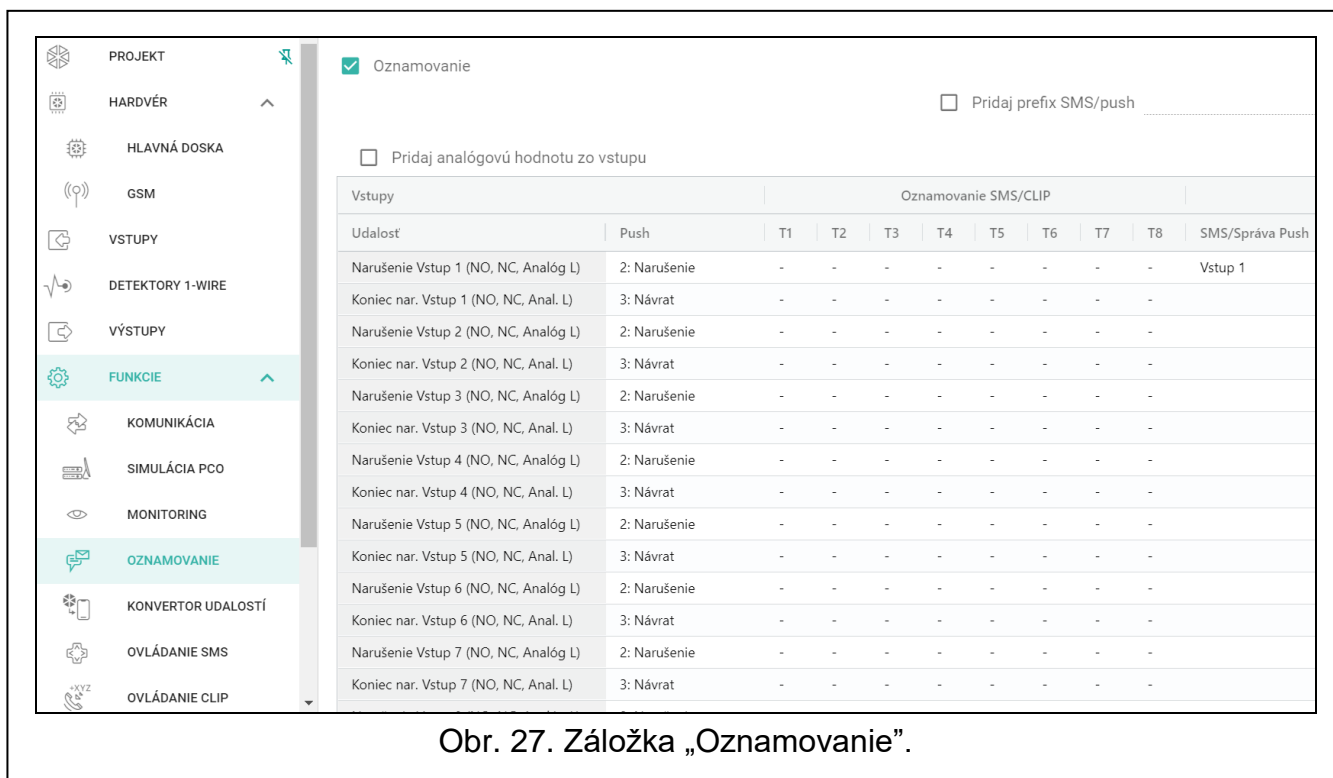 PROJEKT
HARDVÉR
HLAVNÁ DOSKA
GSM
VSTUPY
DETEKTORY 1-WIRE
VÝSTUPY
FUNKCIE
KOMUNIKÁCIA
SIMULÁCIA PCO
MONITORING
OZNAMOVANIE
KONVERTOR UDALOSTÍ
OVLÁDANIE SMS
+XYZ
OVLÁDANIE CLIP
Oznamovanie
Pridaj prefix SMS/push
Pridaj analógovú hodnotu zo vstupu
Vstupy Oznamovanie SMS/CLIP
Udalosť Push T1 T2 T3 T4 T5 T6 T7 T8 SMS/Správa Push
Narušenie Vstup 1 (NO, NC, Analóg L) 2: Narušenie - - - - - - - - Vstup 1
Koniec nar. Vstup 1 (NO, NC, Anal. L) 3: Návrat - - - - - - - -
Narušenie Vstup 2 (NO, NC, Analóg L) 2: Narušenie - - - - - - - -
Koniec nar. Vstup 2 (NO, NC, Anal. L) 3: Návrat - - - - - - - -
Narušenie Vstup 3 (NO, NC, Analóg L) 2: Narušenie - - - - - - - -
Koniec nar. Vstup 3 (NO, NC, Anal. L) 3: Návrat - - - - - - - -
Narušenie Vstup 4 (NO, NC, Analóg L) 2: Narušenie - - - - - - - -
Koniec nar. Vstup 4 (NO, NC, Anal. L) 3: Návrat - - - - - - - -
Narušenie Vstup 5 (NO, NC, Analóg L) 2: Narušenie - - - - - - - -
Koniec nar. Vstup 5 (NO, NC, Anal. L) 3: Návrat - - - - - - - -
Narušenie Vstup 6 (NO, NC, Analóg L) 2: Narušenie - - - - - - - -
Koniec nar. Vstup 6 (NO, NC, Anal. L) 3: Návrat - - - - - - - -
Narušenie Vstup 7 (NO, NC, Analóg L) 2: Narušenie - - - - - - - -
Koniec nar. Vstup 7 (NO, NC, Anal. L) 3: Návrat - - - - - - - -
Obr. 27. Záložka „Oznamovanie”.